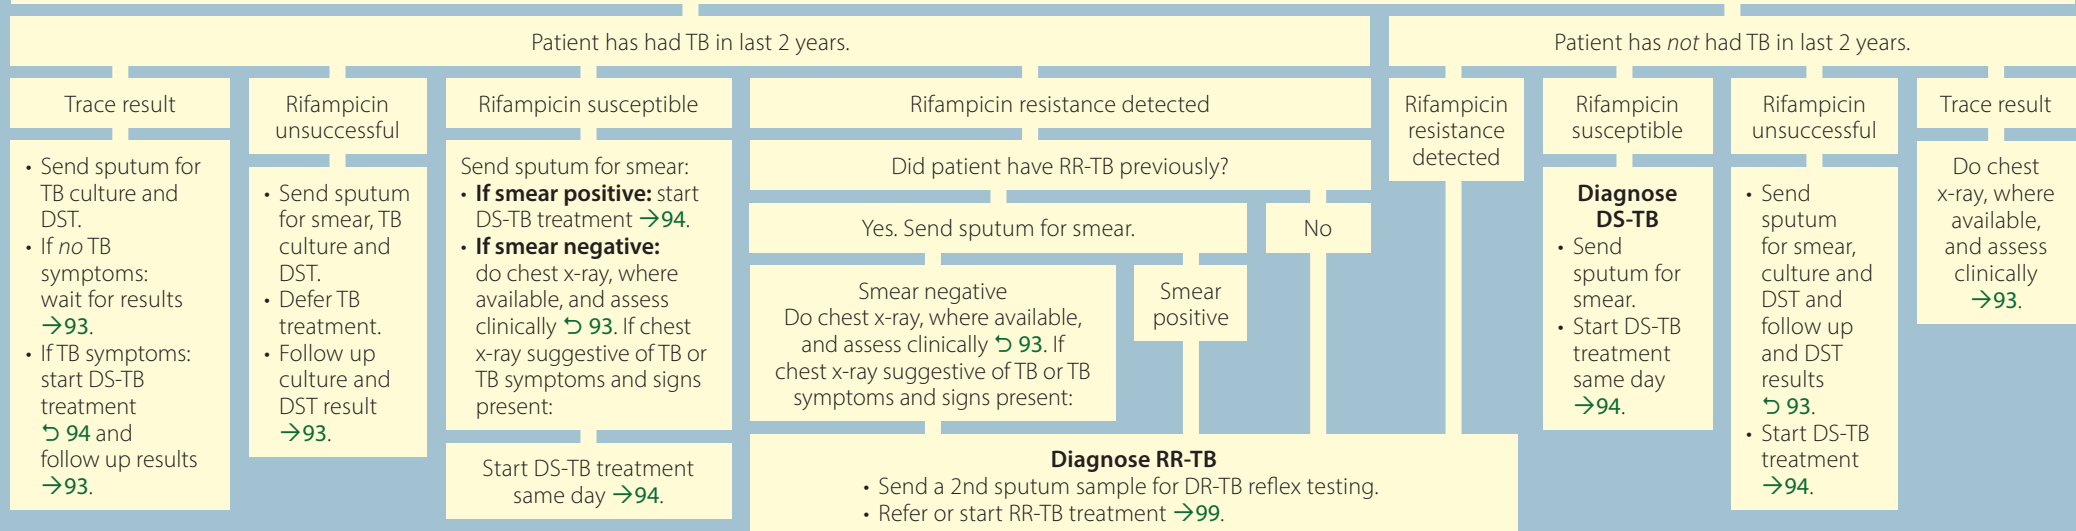 Patient has had TB in last 2 years.
Patient has not had TB in last 2 years.
Trace result
Rifampicin
unsuccessful
Rifampicin susceptible
Rifampicin resistance detected
Rifampicin
resistance
detected
Rifampicin
susceptible
Rifampicin
unsuccessful
Trace result
• Send sputum for
TB culture and
DST.
• If no TB
symptoms:
wait for results
→93.
• If TB symptoms:
start DS-TB
treatment
⮌ 94 and
follow up results
→93.
• Send sputum
for smear, TB
culture and
DST.
• Defer TB
treatment.
• Follow up
culture and
DST result
→93.
Send sputum for smear:
• If smear positive: start
DS-TB treatment →94.
• If smear negative:
do chest x-ray, where
available, and assess
clinically ⮌ 93. If chest
x-ray suggestive of TB or
TB symptoms and signs
present:
Start DS-TB treatment
same day →94.
Did patient have RR-TB previously?
Yes. Send sputum for smear.
No
Smear negative
Do chest x-ray, where available,
and assess clinically ⮌ 93. If
chest x-ray suggestive of TB or TB
symptoms and signs present:
Smear
positive
Diagnose RR-TB
• Send a 2nd sputum sample for DR-TB reflex testing.
• Refer or start RR-TB treatment →99.
Diagnose
DS-TB
• Send
sputum for
smear.
• Start DS-TB
treatment
same day
→94.
• Send
sputum
for smear,
culture and
DST and
follow up
and DST
results
⮌ 93.
• Start DS-TB
treatment
→94.
Do chest
x-ray, where
available,
and assess
clinically
→93.